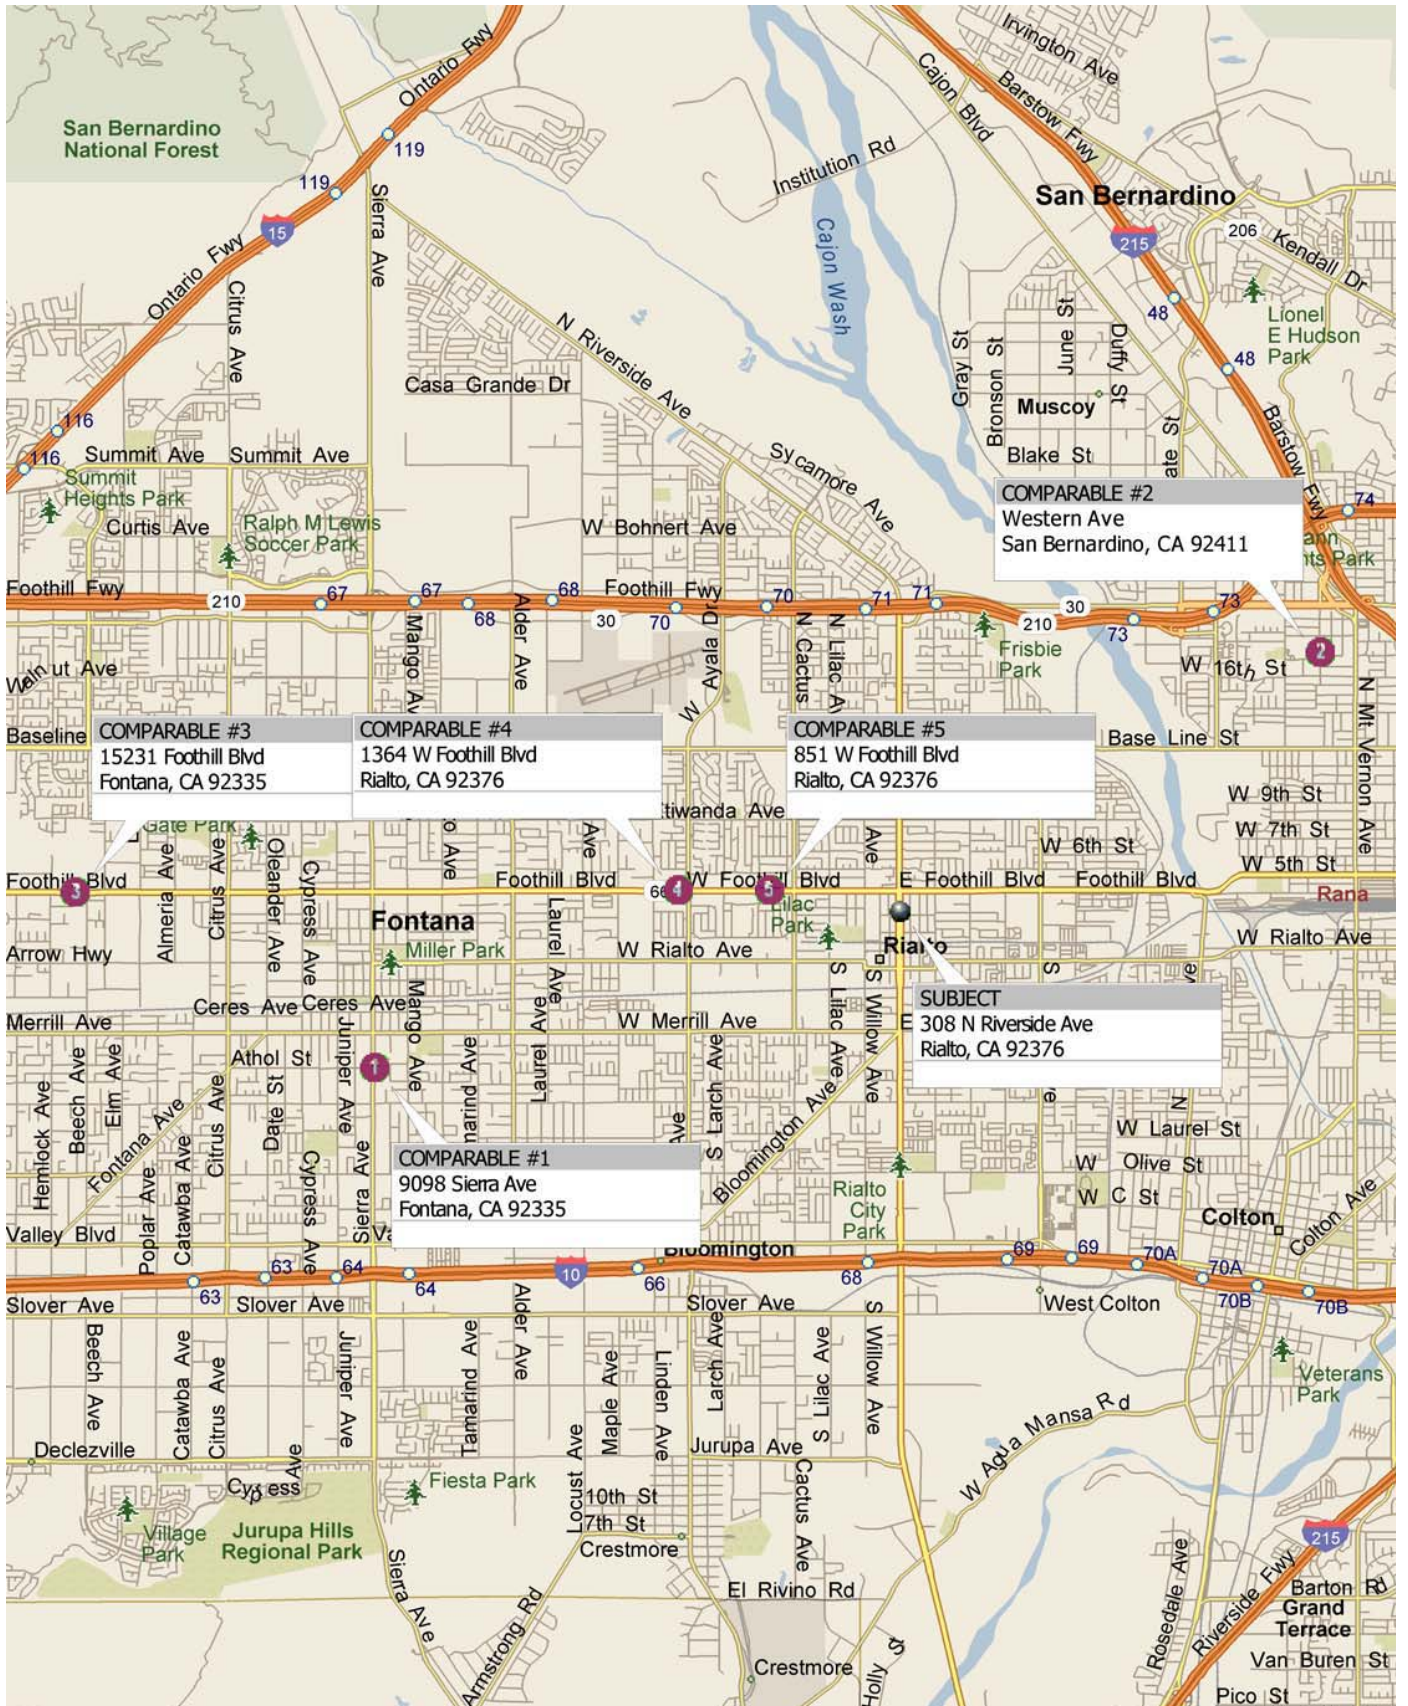 Irvington Ave
Ontario Fwy
Cajon Blvd
Barstow Fwy
San Bernardino
National Forest
119
Institution Rd
119
Sierra Ave
San Bernardino
15
206
215
Kendall Dr
Ontario Fwy
Cajon Wash
Citrus Ave
48
Lionel
E Hudson
Park
N Riverside Ave
Gray St
Bronson St
June St
Duffy St
48
Casa Grande Dr
Muscoy
116
Barstow Fwy
Summit Ave
Summit Ave
Sycamore Ave
Blake St
116
Summit
Heights Park
COMPARABLE #2
Western Ave
San Bernardino, CA 92411
74
Curtis Ave
Ralph M Lewis
Soccer Park
W Bohnert Ave
Foothill Fwy
210
67
67
68
68
Foothill Fwy
30
70
70
71
71
30
210
73
73
Alder Ave
W Ayala Dr
N Cactus
N Lilac Av
Frisbie
Park
2
W 16th St
Mango Av
N Mt Vernon Ave
Baseline
COMPARABLE #3
15231 Foothill Blvd
Fontana, CA 92335
COMPARABLE #4
1364 W Foothill Blvd
Rialto, CA 92376
COMPARABLE #5
851 W Foothill Blvd
Rialto, CA 92376
Base Line St
W 9th St
W 7th St
W 6th St
W 5th St
Gate Park
Almeria Ave
Citrus Ave
Oleander Ave
Cypress Ave
Ave
Ave
Foothill Blvd
3
Foothill Blvd
66
4
W Foothill Blvd
5
E Foothill Blvd
Foothill Blvd
Rana
Fontana
Laurel Ave
Lilac
Park
Arrow Hwy
Miller Park
W Rialto Ave
Rialto
W Rialto Ave
Ceres Ave
Ceres Ave
Mango Ave
S Lilac Ave
S Willow Ave
S
SUBJECT
308 N Riverside Ave
Rialto, CA 92376
Merrill Ave
W Merrill Ave
E
Athol St
Juniper Ave
1
Laurel Ave
S Larch Ave
Hemlock Ave
Beech Ave
Elm Ave
Fontana Ave
Citrus Ave
Date St
Bloomington Ave
N
W Laurel St
COMPARABLE #1
9098 Sierra Ave
Fontana, CA 92335
W Olive St
W C St
Poplar Ave
Catawba Ave
Cypress Ave
Sierra Ave
Rialto
City
Park
Colton
Colton Ave
Valley Blvd
Bloomington
63
63
64
64
10
66
68
69
69
70A
70A
70B
70B
Slover Ave
Slover Ave
Slover Ave
West Colton
Beech Ave
Catawba Ave
Citrus Ave
Juniper Ave
Tamarind Ave
Alder Ave
Maple Ave
Linden Ave
Larch Ave
S Lilac Ave
S Willow Ave
Veterans
Park
W Agua Mansa Rd
Declezville
Jurupa Ave
Cypress Ave
Fiesta Park
Locust Ave
10th St
7th St
Cactus Ave
Village
Park
Jurupa Hills
Regional Park
Crestmore
215
Sierra Ave
El Rivino Rd
Rosedale Ave
Riverside Fwy
Barton Rd
Grand
Terrace
Armstrong Rd
Crestmore
Holly S
Van Buren St
Pico St